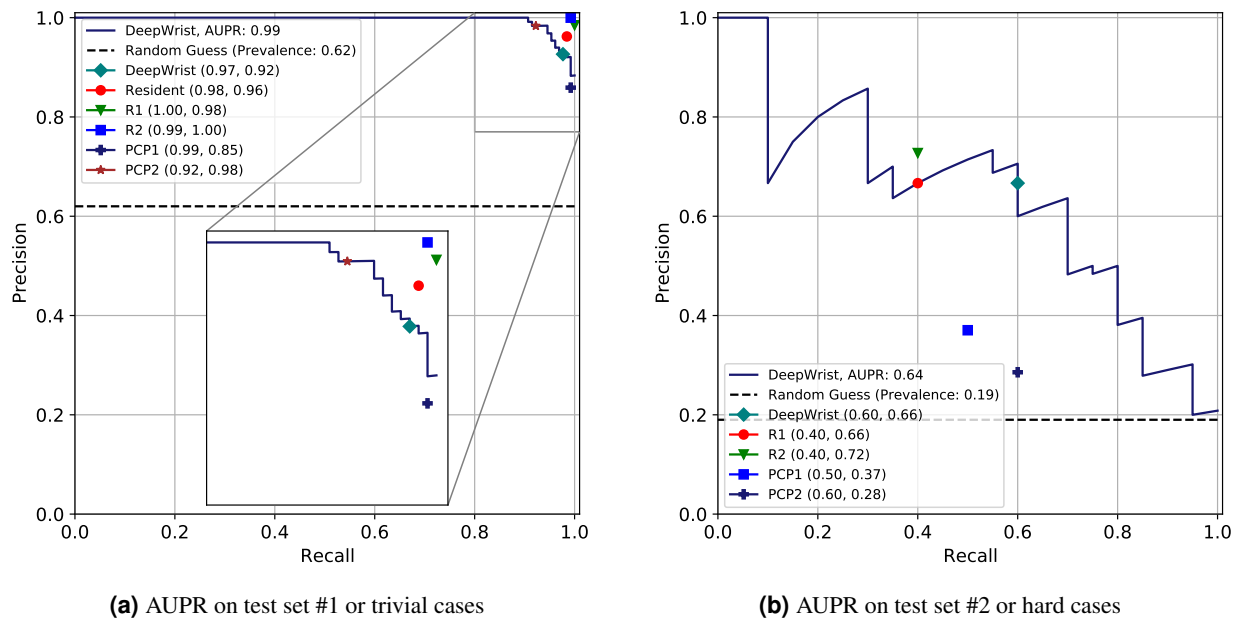 1.0
0.8
0.6
0.4
0.2
0.0
Precision
DeepWrist, AUPR: 0.99
Random Guess (Prevalence: 0.62)
DeepWrist (0.97, 0.92)
Resident (0.98, 0.96)
R1 (1.00, 0.98)
R2 (0.99, 1.00)
PCP1 (0.99, 0.85)
PCP2 (0.92, 0.98)
0.0 0.2 0.4 0.6 0.8 1.0
Recall
(a) AUPR on test set #1 or trivial cases
1.0
0.8
0.6
0.4
0.2
0.0
Precision
DeepWrist, AUPR: 0.64
Random Guess (Prevalence: 0.19)
DeepWrist (0.60, 0.66)
R1 (0.40, 0.66)
R2 (0.40, 0.72)
PCP1 (0.50, 0.37)
PCP2 (0.60, 0.28)
0.0 0.2 0.4 0.6 0.8 1.0
Recall
(b) AUPR on test set #2 or hard cases